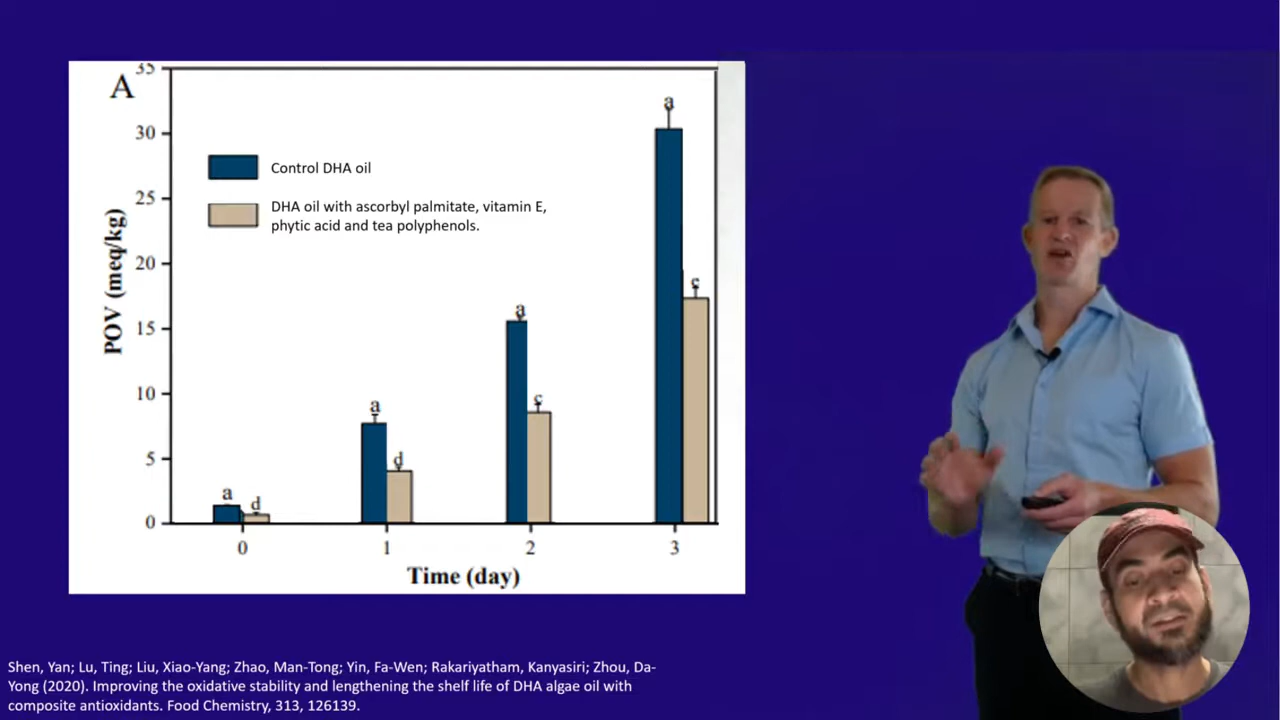 A
35
30
25
20
15
10
5
0
POV (meq/kg)
Control DHA oil
DHA oil with ascorbyl palmitate, vitamin E,
phytic acid and tea polyphenols.
a
d
a
d
a
c
a
c
0
1
2
3
Time (day)
Shen, Yan; Lu, Ting; Liu, Xiao-Yang; Zhao, Man-Tong; Yin, Fa-Wen; Rakariyatham, Kanyasiri; Zhou, Da-
Yong (2020). Improving the oxidative stability and lengthening the shelf life of DHA algae oil with
composite antioxidants. Food Chemistry, 313, 126139.